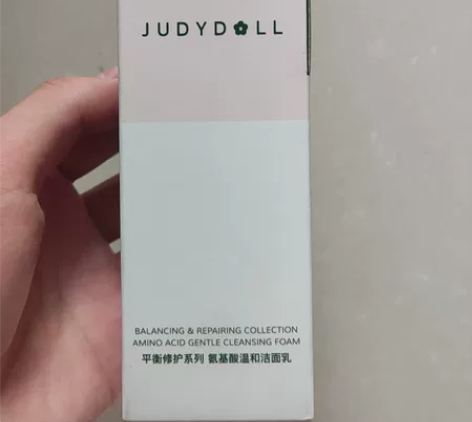 JUDYDOLL
BALANCING & REPAIRING COLLECTION
AMINO ACID GENTLE CLEANSING FOAM
平衡修护系列 氨基酸温和洁面乳